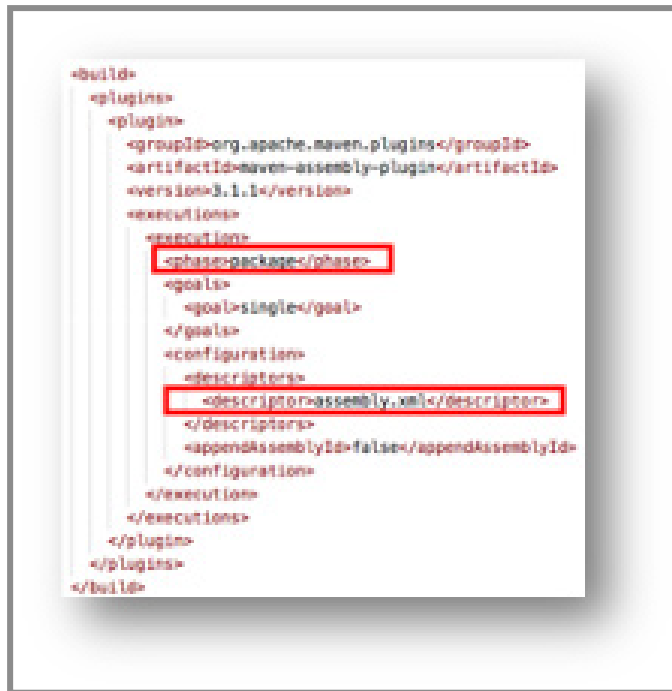 <build>
<plugins>
<plugin>
<groupId>org.apache.maven.plugins</groupId>
<artifactId>maven-assembly-plugin</artifactId>
<version>3.1.1</version>
<executions>
<execution>
<phase>package</phase>
<goals>
<goal>single</goal>
</goals>
<configuration>
<descriptors>
<descriptor>assembly.xml</descriptor>
</descriptors>
<appendAssemblyId>false</appendAssemblyId>
</configuration>
</execution>
</executions>
</plugin>
</plugins>
</build>